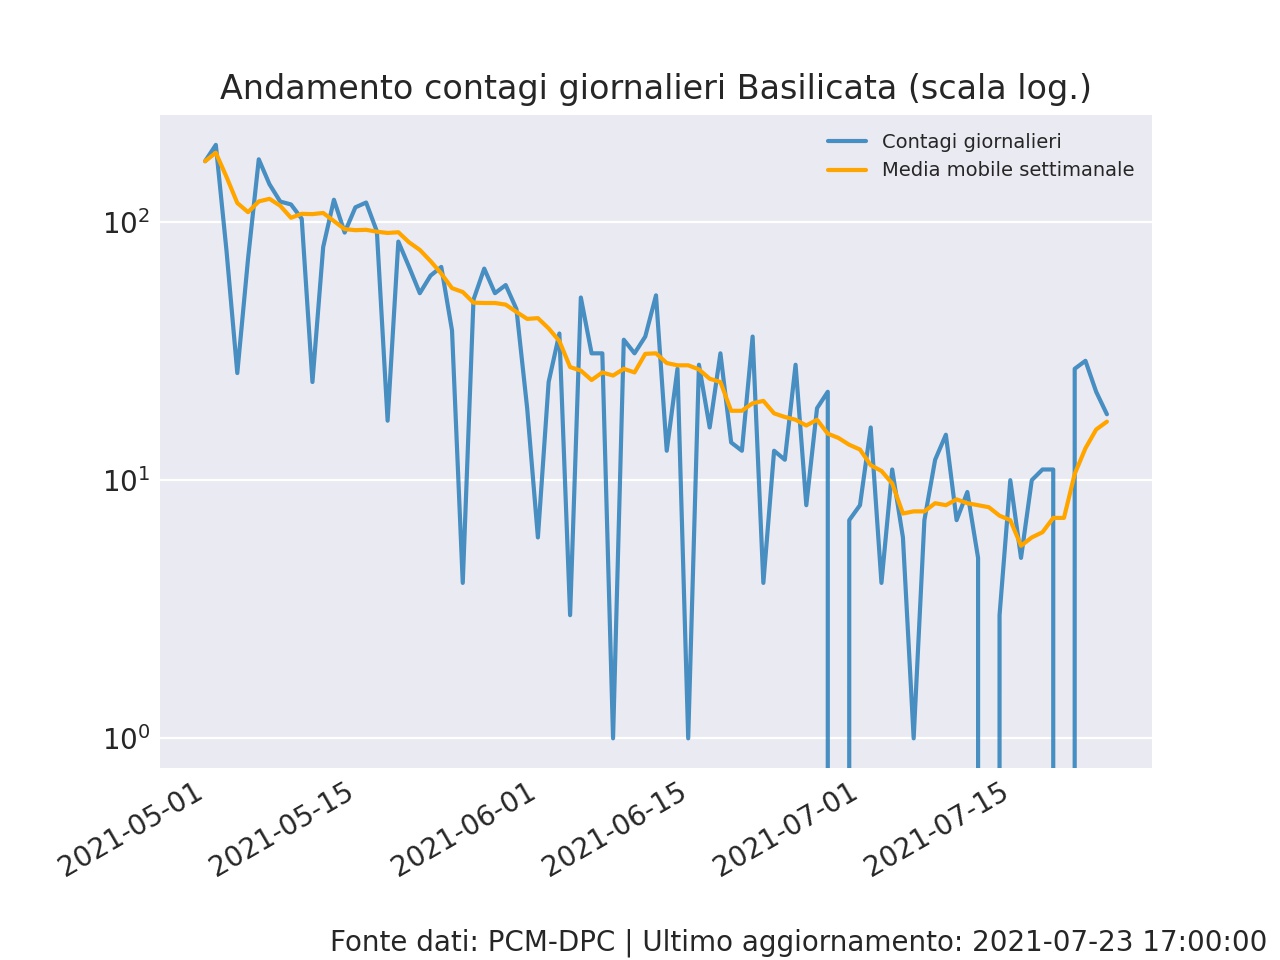 Andamento contagi giornalieri Basilicata (scala log.)
Contagi giornalieri
Media mobile settimanale
10²
10¹
10⁰
2021-05-01
2021-05-15
2021-06-01
2021-06-15
2021-07-01
2021-07-15
Fonte dati: PCM-DPC | Ultimo aggiornamento: 2021-07-23 17:00:00